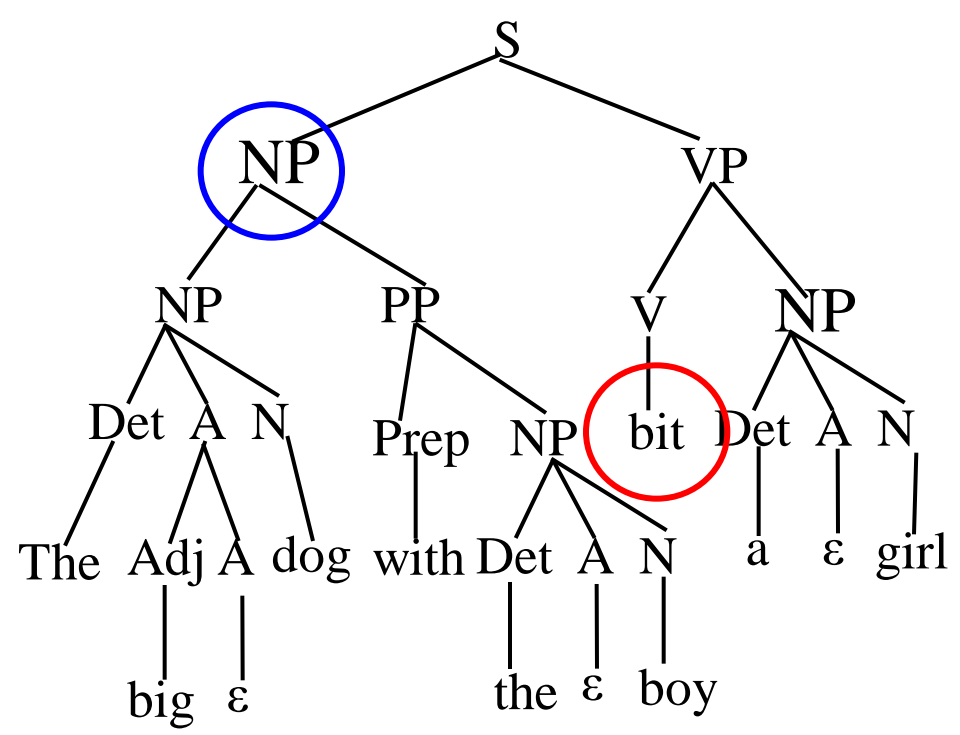 S
NP VP
NP PP V NP
Det A N Prep NP bit Det A N
The Adj A dog with Det A N a ε girl
big ε the ε boy